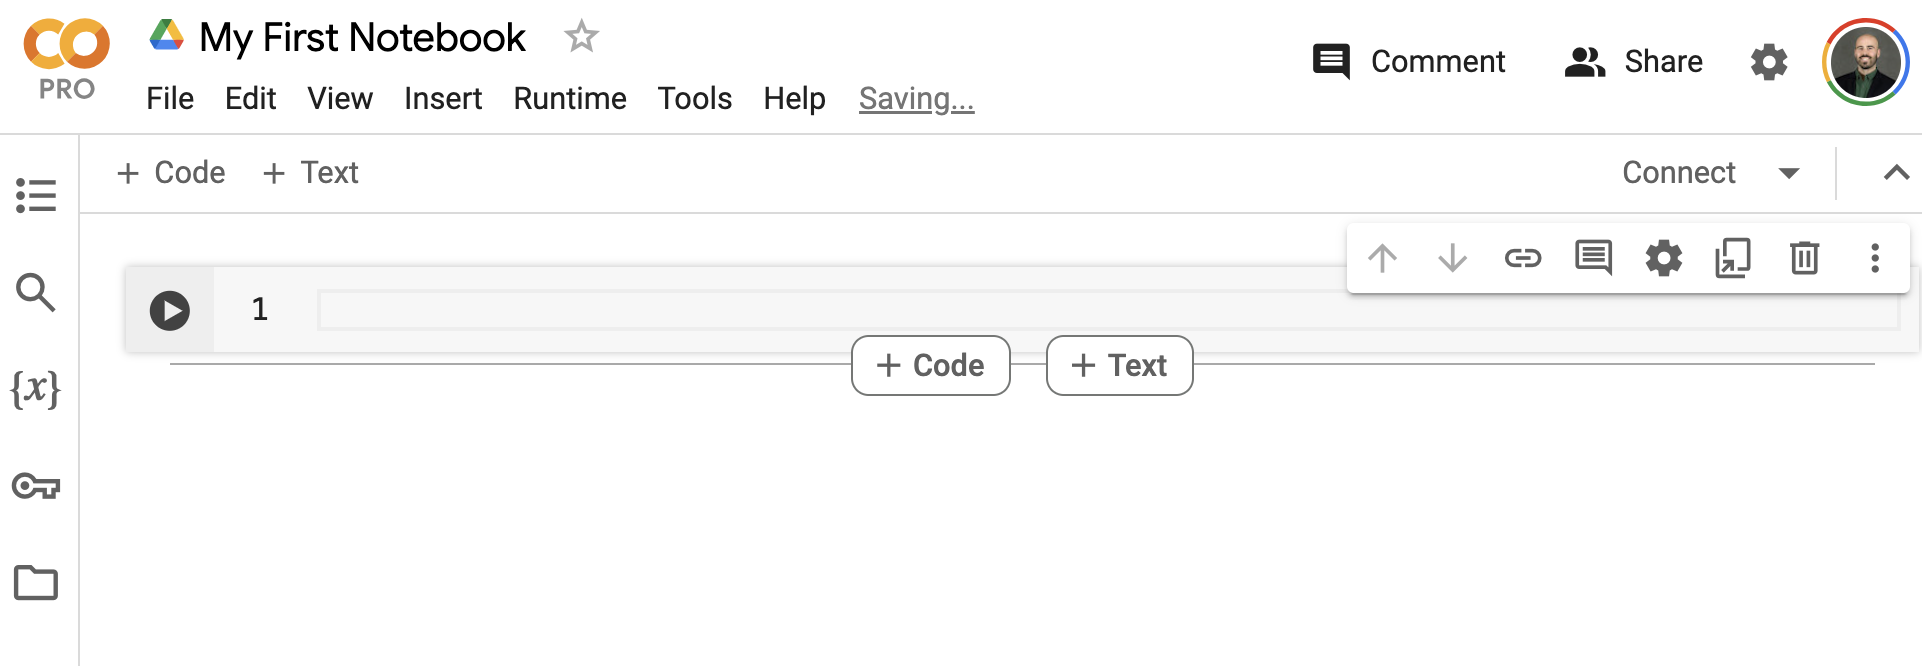 My First Notebook
PRO
File Edit View Insert Runtime Tools Help Saving...
Comment Share
+ Code + Text
Connect
{x}
1
+ Code + Text